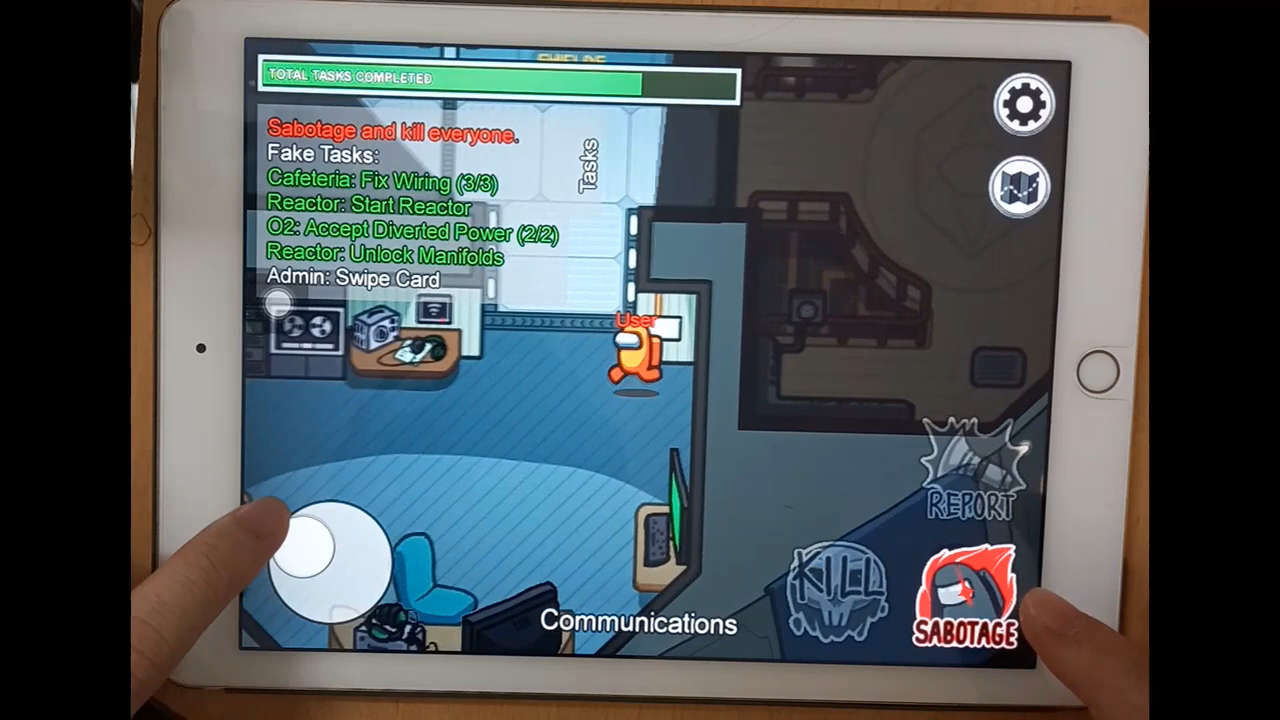 TOTAL TASKS COMPLETED
Sabotage and kill everyone.
Fake Tasks:
Cafeteria: Fix Wiring (3/3)
Reactor: Start Reactor
O2: Accept Diverted Power (2/2)
Reactor: Unlock Manifolds
Admin: Swipe Card
Tasks
User
REPORT
KILL
SABOTAGE
Communications